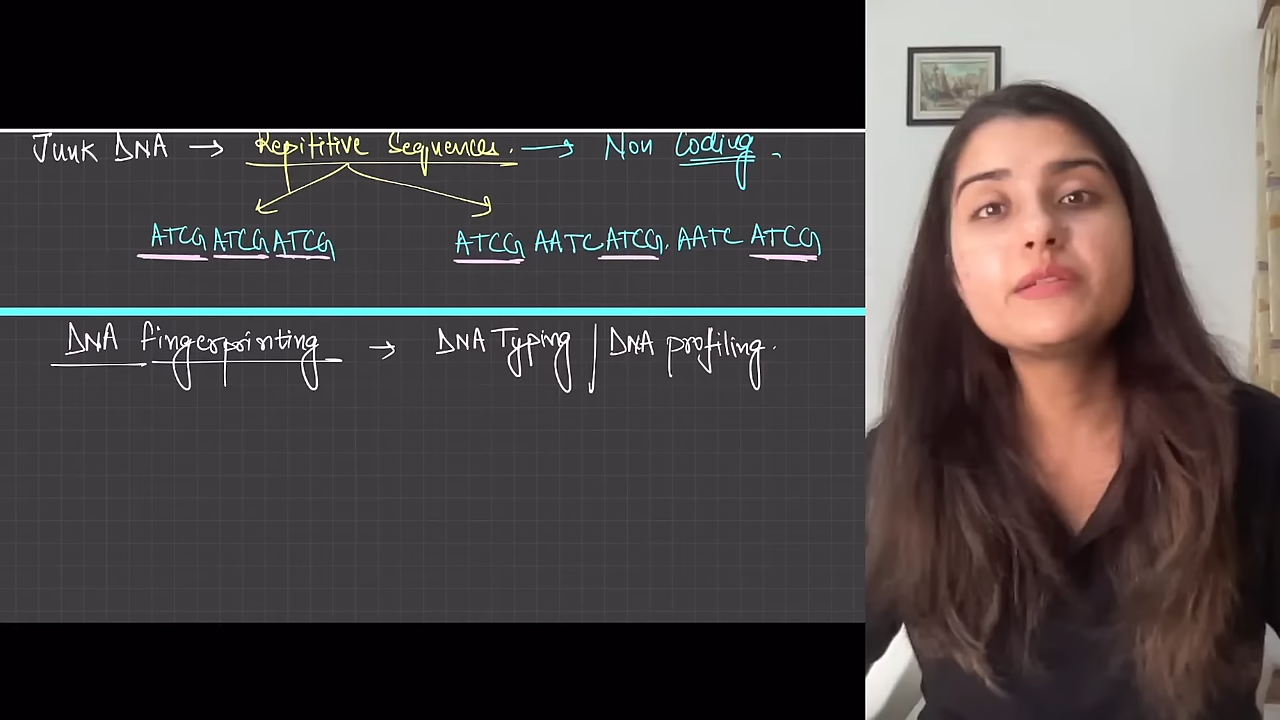 Junk DNA → Repititive Sequences. → Non Coding.
ATCG ATCG ATCG ATCG AATC ATCG. AATC ATCG
DNA fingerprinting → DNA Typing / DNA profiling.